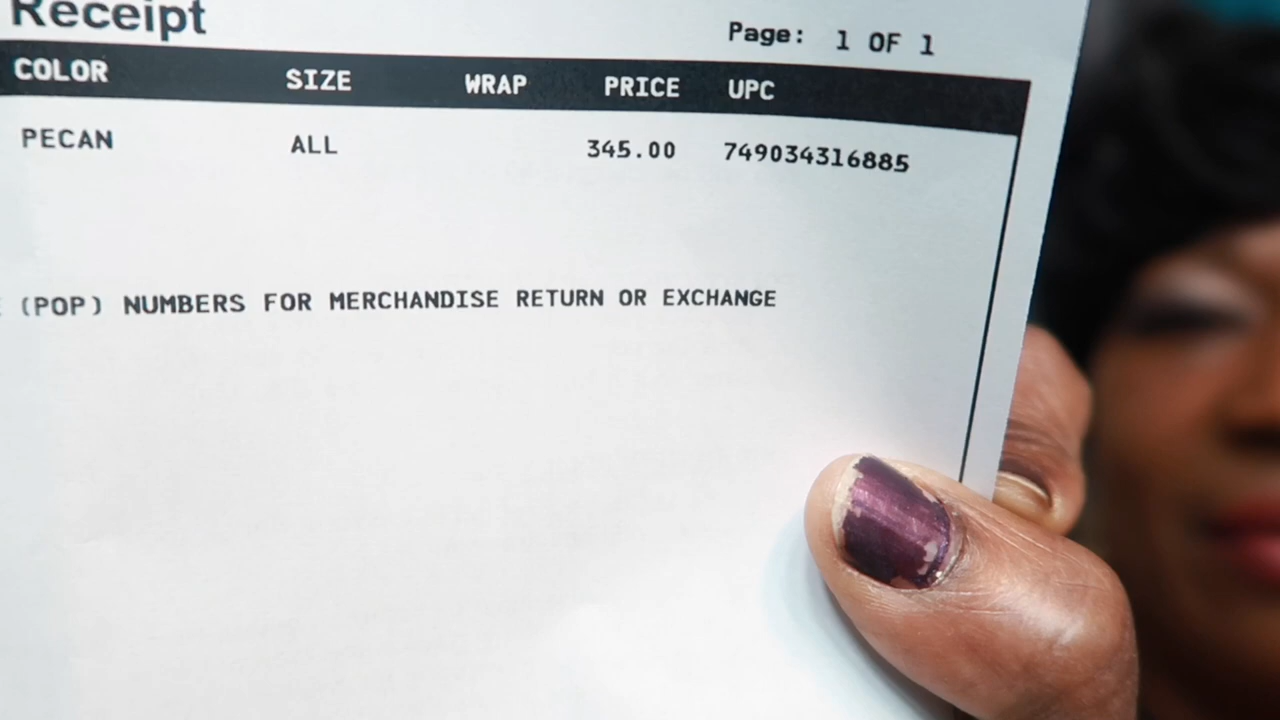 Receipt
Page: 1 OF 1
COLOR SIZE WRAP PRICE UPC
PECAN ALL 345.00 749034316885
(POP) NUMBERS FOR MERCHANDISE RETURN OR EXCHANGE